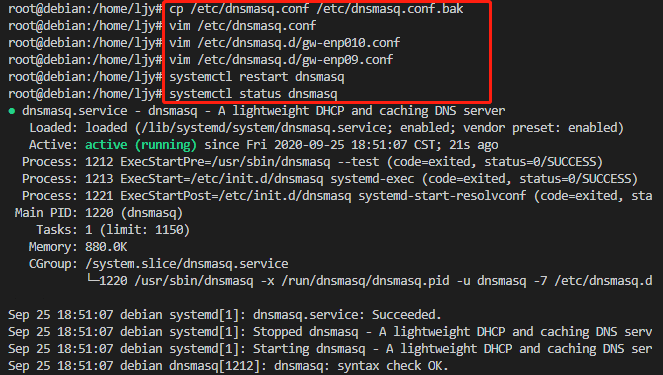 root@debian:/home/ljy# cp /etc/dnsmasq.conf /etc/dnsmasq.conf.bak
root@debian:/home/ljy# vim /etc/dnsmasq.conf
root@debian:/home/ljy# vim /etc/dnsmasq.d/gw-enp010.conf
root@debian:/home/ljy# vim /etc/dnsmasq.d/gw-enp09.conf
root@debian:/home/ljy# systemctl restart dnsmasq
root@debian:/home/ljy# systemctl status dnsmasq
● dnsmasq.service - dnsmasq - A lightweight DHCP and caching DNS server
Loaded: loaded (/lib/systemd/system/dnsmasq.service; enabled; vendor preset: enabled)
Active: active (running) since Fri 2020-09-25 18:51:07 CST; 21s ago
Process: 1212 ExecStartPre=/usr/sbin/dnsmasq --test (code=exited, status=0/SUCCESS)
Process: 1213 ExecStart=/etc/init.d/dnsmasq systemd-exec (code=exited, status=0/SUCCESS)
Process: 1221 ExecStartPost=/etc/init.d/dnsmasq systemd-start-resolvconf (code=exited, sta
Main PID: 1220 (dnsmasq)
Tasks: 1 (limit: 1150)
Memory: 880.0K
CGroup: /system.slice/dnsmasq.service
└─1220 /usr/sbin/dnsmasq -x /run/dnsmasq/dnsmasq.pid -u dnsmasq -7 /etc/dnsmasq.d
Sep 25 18:51:07 debian systemd[1]: dnsmasq.service: Succeeded.
Sep 25 18:51:07 debian systemd[1]: Stopped dnsmasq - A lightweight DHCP and caching DNS serv
Sep 25 18:51:07 debian systemd[1]: Starting dnsmasq - A lightweight DHCP and caching DNS ser
Sep 25 18:51:07 debian dnsmasq[1212]: dnsmasq: syntax check OK.